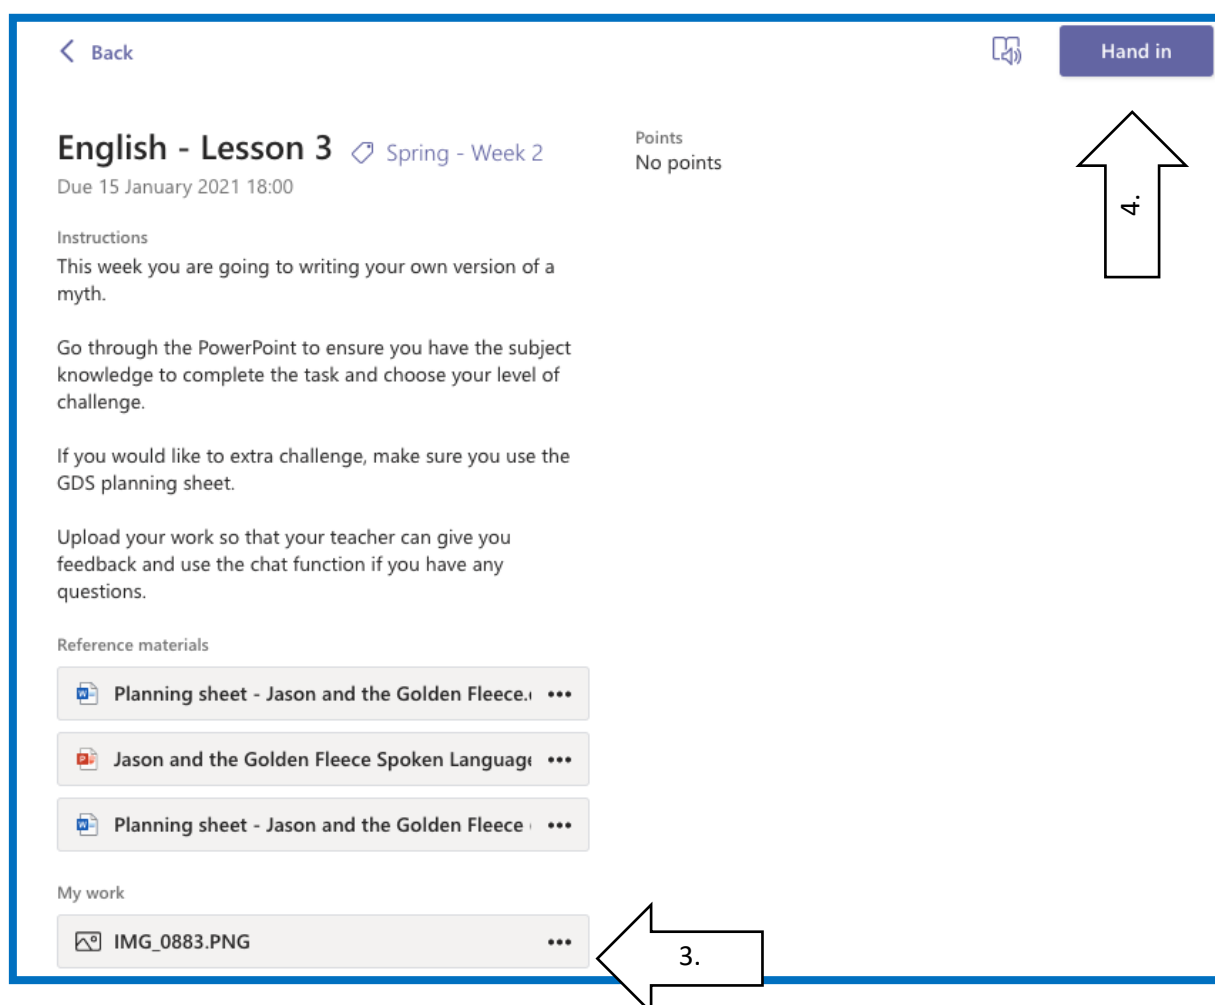 Back
Hand in
English - Lesson 3 Spring - Week 2
Due 15 January 2021 18:00
Points
No points
4.
Instructions
This week you are going to writing your own version of a
myth.
Go through the PowerPoint to ensure you have the subject
knowledge to complete the task and choose your level of
challenge.
If you would like to extra challenge, make sure you use the
GDS planning sheet.
Upload your work so that your teacher can give you
feedback and use the chat function if you have any
questions.
Reference materials
Planning sheet - Jason and the Golden Fleece.
Jason and the Golden Fleece Spoken Language
Planning sheet - Jason and the Golden Fleece
My work
IMG_0883.PNG
3.